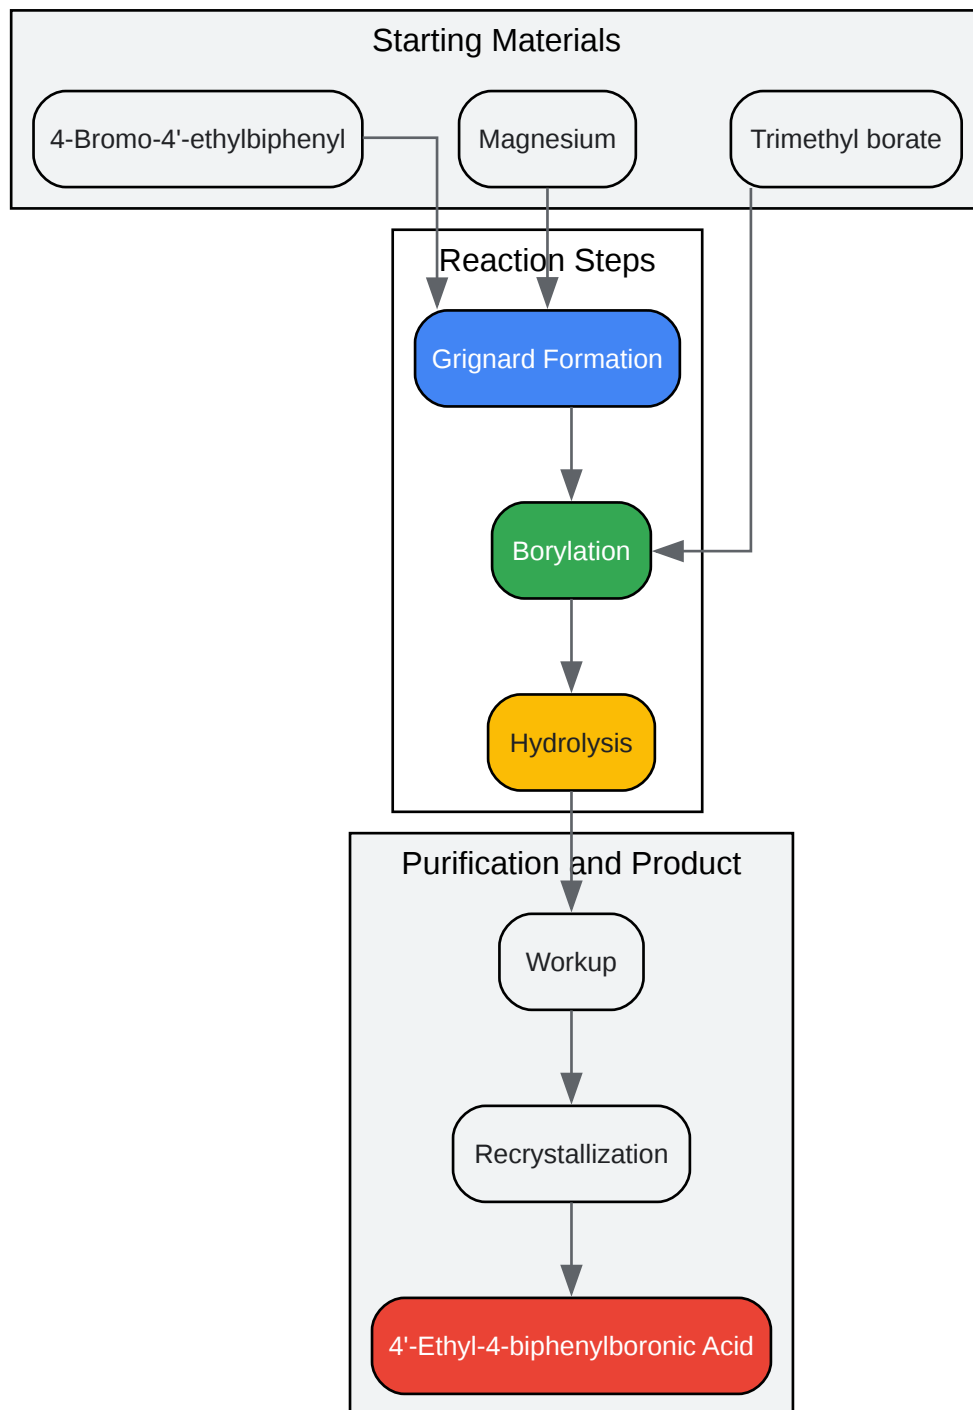 Starting Materials
4-Bromo-4'-ethylbiphenyl
Magnesium
Trimethyl borate
Reaction Steps
Grignard Formation
Borylation
Hydrolysis
Purification and Product
Workup
Recrystallization
4'-Ethyl-4-biphenylboronic Acid